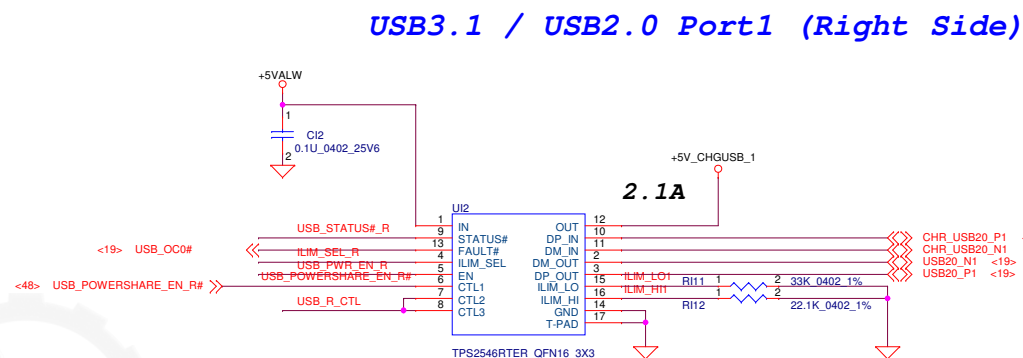 USB3.1 / USB2.0 Port1 (Right Side)
+5VALW
1
CI2
0.1U_0402_25V6
2
+5V_CHGUSB_1
2.1A
UI2
1 IN OUT 12
USB_STATUS#_R 9 STATUS# DP_IN 10 CHR_USB20_P1
<19> USB_OC0# 13 FAULT# DM_IN 11 CHR_USB20_N1
ILIM_SEL_R 4 ILIM_SEL DM_OUT 2 USB20_N1 <19>
USB_PWR_EN_R 5 EN DP_OUT 3 USB20_P1 <19>
<48> USB_POWERSHARE_EN_R# USB_POWERSHARE_EN_R# 6 CTL1 ILIM_LO 15 ILIM_LO1 RI11 1 2 33K_0402_1%
7 CTL2 ILIM_HI 16 ILIM_HI1 RI12 1 2 22.1K_0402_1%
USB_R_CTL 8 CTL3 GND 14
T-PAD 17
TPS2546RTER_QFN16_3X3